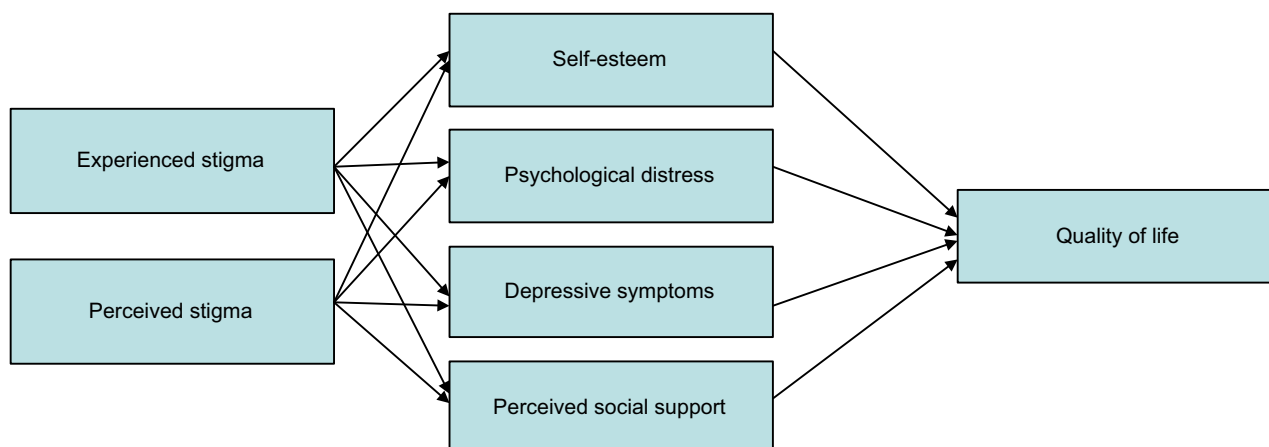 Self-esteem
Experienced stigma
Psychological distress
Quality of life
Perceived stigma
Depressive symptoms
Perceived social support